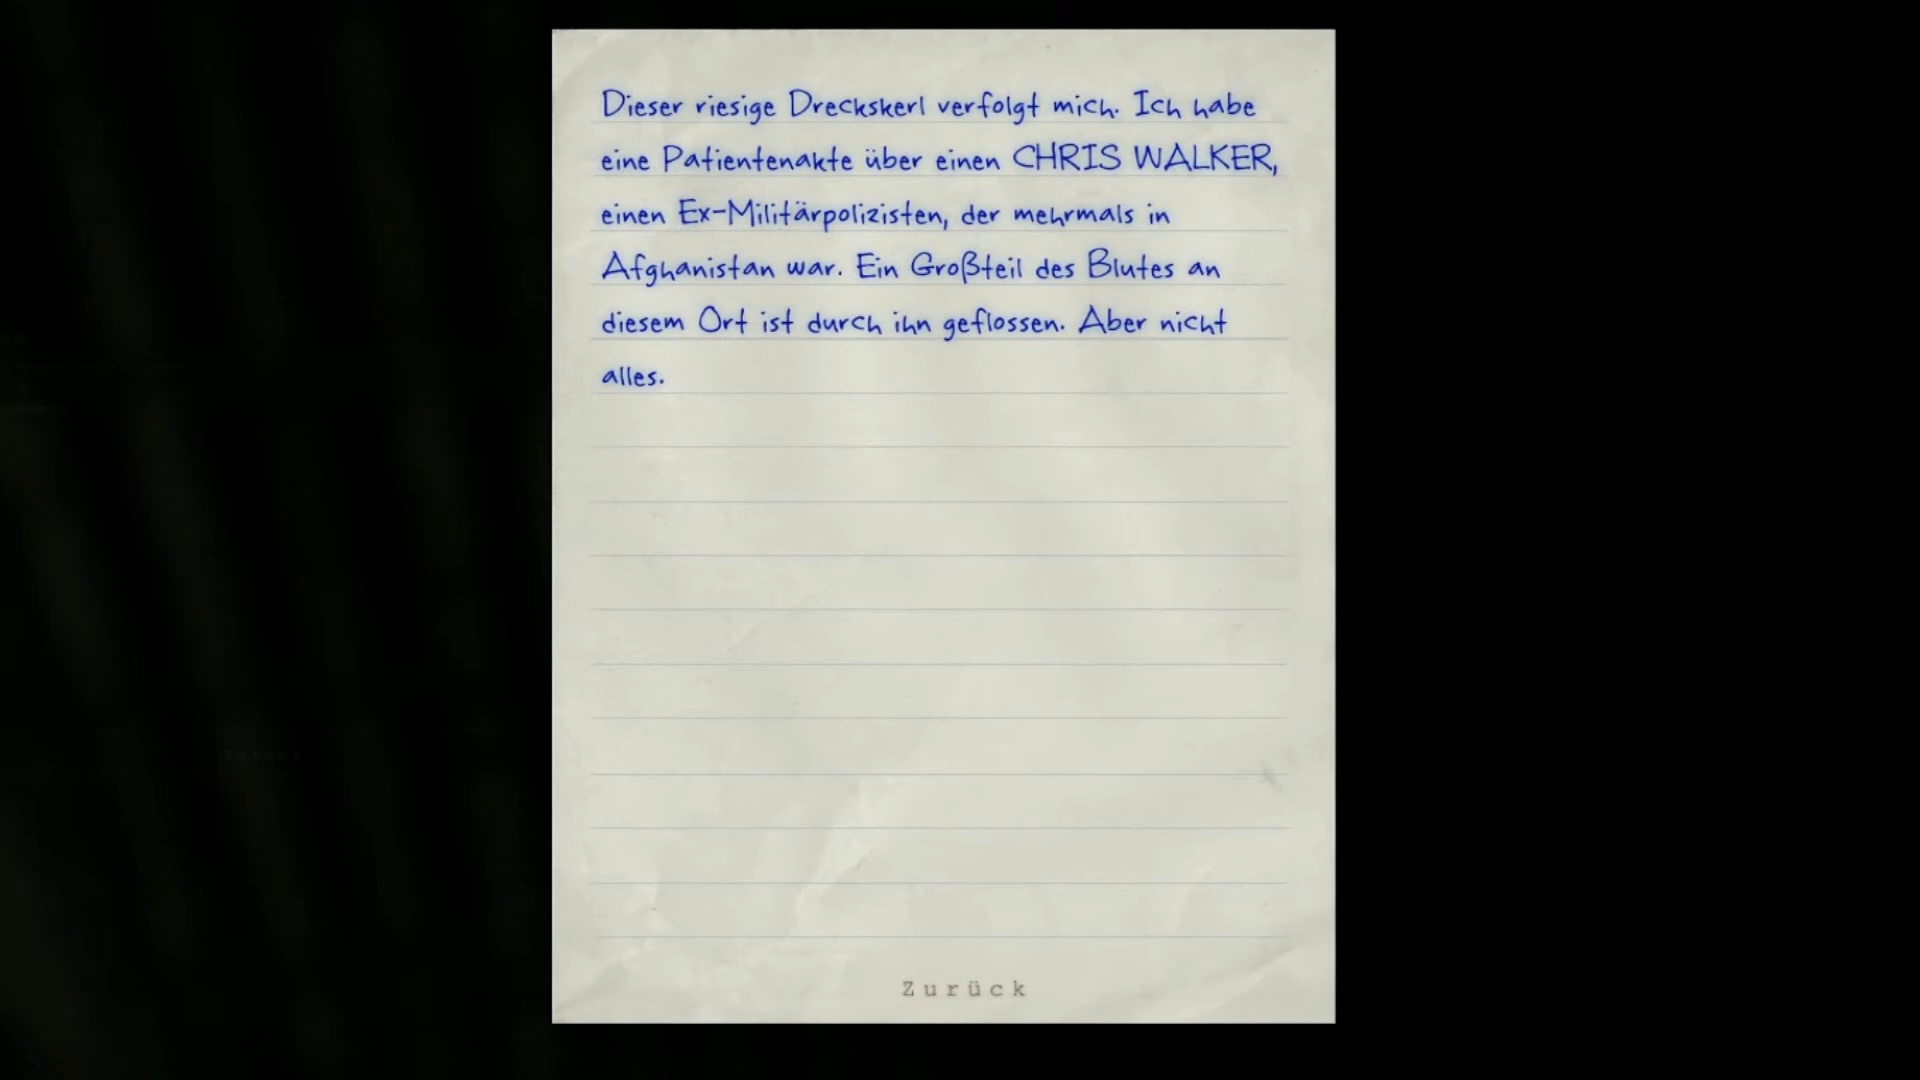 Dieser riesige Dreckskerl verfolgt mich. Ich habe
eine Patientenakte über einen CHRIS WALKER,
einen Ex-Militärpolizisten, der mehrmals in
Afghanistan war. Ein Großteil des Blutes an
diesem Ort ist durch ihn geflossen. Aber nicht
alles.
Zurück